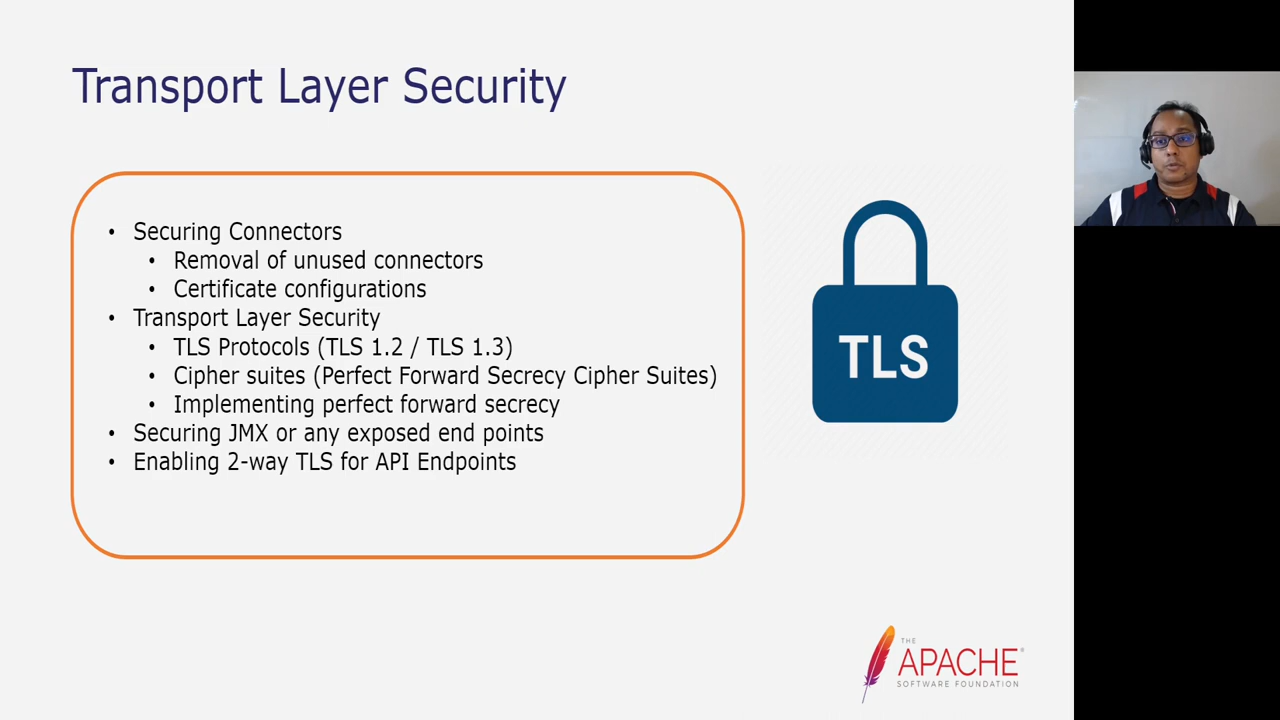 Transport Layer Security
• Securing Connectors
• Removal of unused connectors
• Certificate configurations
• Transport Layer Security
• TLS Protocols (TLS 1.2 / TLS 1.3)
• Cipher suites (Perfect Forward Secrecy Cipher Suites)
• Implementing perfect forward secrecy
• Securing JMX or any exposed end points
• Enabling 2-way TLS for API Endpoints
TLS
THE
APACHE®
SOFTWARE FOUNDATION